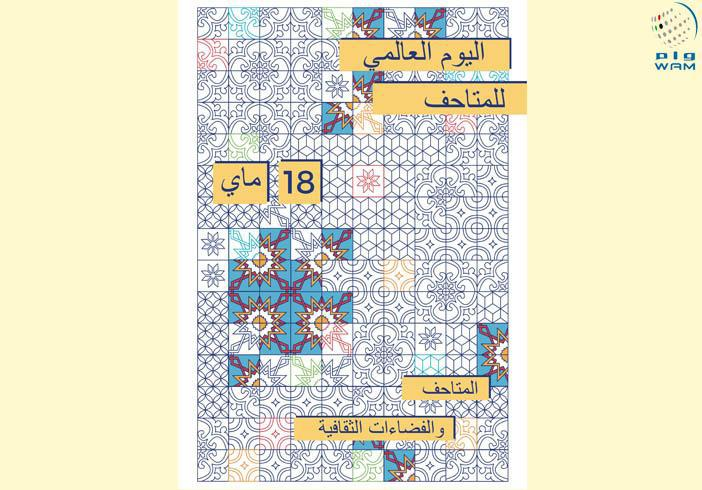 اليوم العالمي
للمتاحف
18 ماي
المتاحف
والفضاءات الثقافية
وام
WAM